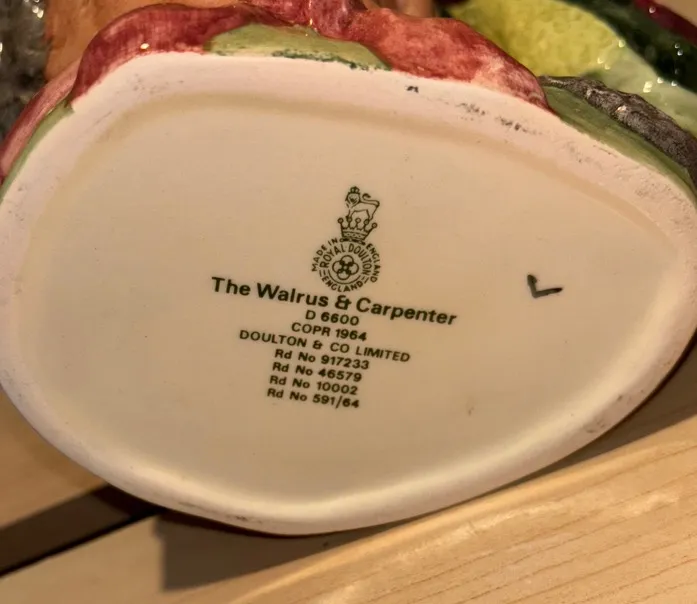 MADE IN ENGLAND
ROYAL DOULTON
ENGLAND
The Walrus & Carpenter
D 6600
COPR 1964
DOULTON & CO LIMITED
Rd No 917233
Rd No 46579
Rd No 10002
Rd No 591/64